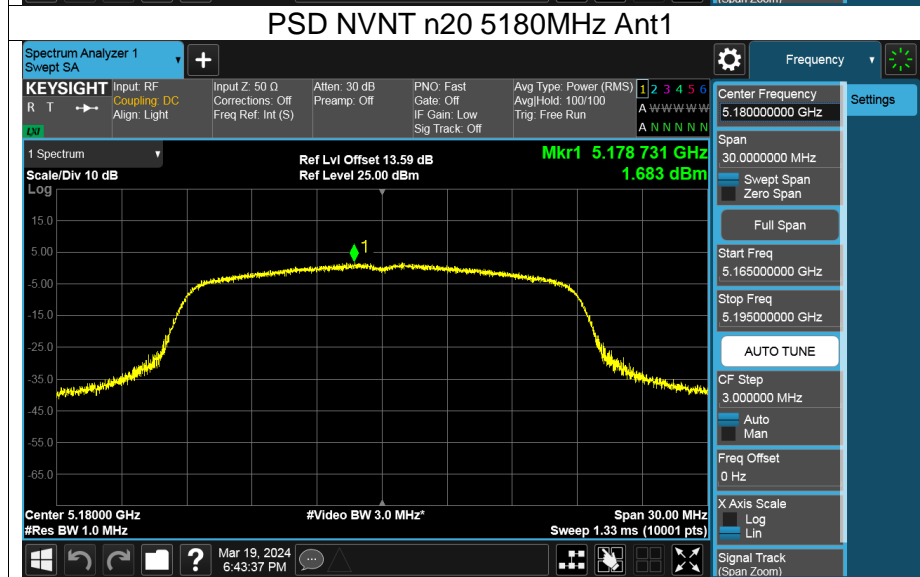 (Span Zoom)
PSD NVNT n20 5180MHz Ant1
Spectrum Analyzer 1
Swept SA
+
Frequency
KEYSIGHT
R T
LXI
Input: RF
Coupling: DC
Align: Light
Input Z: 50 Ω
Corrections: Off
Freq Ref: Int (S)
Atten: 30 dB
Preamp: Off
PNO: Fast
Gate: Off
IF Gain: Low
Sig Track: Off
Avg Type: Power (RMS)
Avg|Hold: 100/100
Trig: Free Run
1 2 3 4 5 6
A W W W W W
A N N N N N
1 Spectrum
Scale/Div 10 dB
Log
Ref Lvl Offset 13.59 dB
Ref Level 25.00 dBm
Mkr1 5.178 731 GHz
1.683 dBm
15.0
5.00
-5.00
-15.0
-25.0
-35.0
-45.0
-55.0
-65.0
1
Center 5.18000 GHz
#Res BW 1.0 MHz
#Video BW 3.0 MHz*
Span 30.00 MHz
Sweep 1.33 ms (10001 pts)
Center Frequency
5.180000000 GHz
Settings
Span
30.0000000 MHz
Swept Span
Zero Span
Full Span
Start Freq
5.165000000 GHz
Stop Freq
5.195000000 GHz
AUTO TUNE
CF Step
3.000000 MHz
Auto
Man
Freq Offset
0 Hz
X Axis Scale
Log
Lin
Signal Track
(Span Zoom)
?
Mar 19, 2024
6:43:37 PM